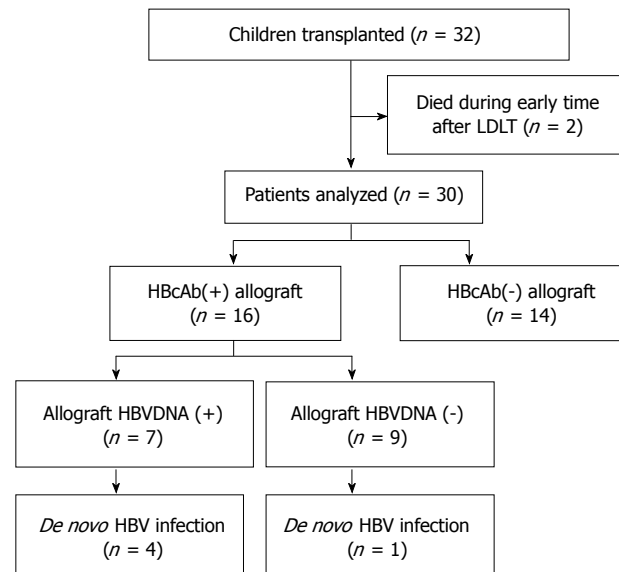 Children transplanted (n = 32)
Died during early time
after LDLT (n = 2)
Patients analyzed (n = 30)
HBcAb(+) allograft
(n = 16)
HBcAb(-) allograft
(n = 14)
Allograft HBVDNA (+)
(n = 7)
Allograft HBVDNA (-)
(n = 9)
De novo HBV infection
(n = 4)
De novo HBV infection
(n = 1)